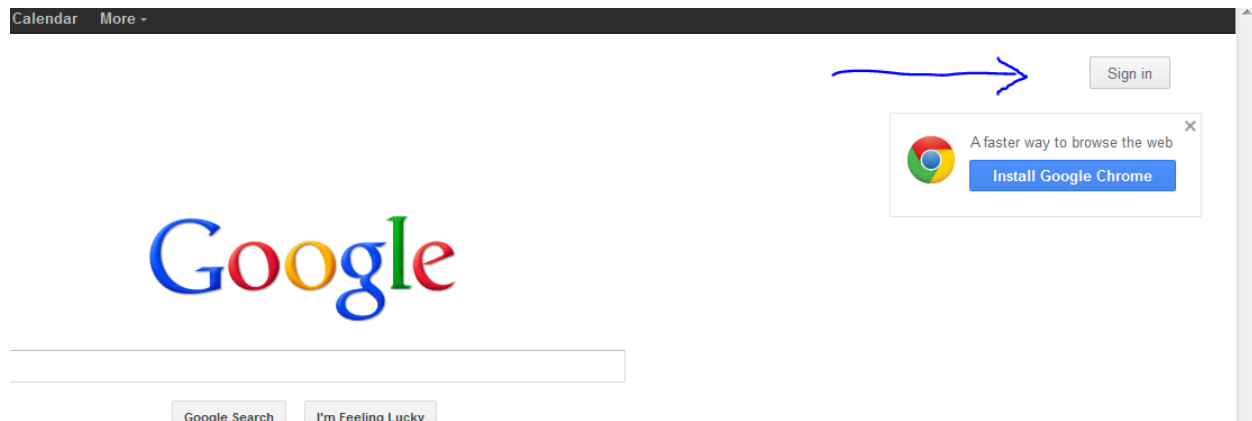 Calendar More
Sign in
A faster way to browse the web
Install Google Chrome
Google
Google Search I'm Feeling Lucky